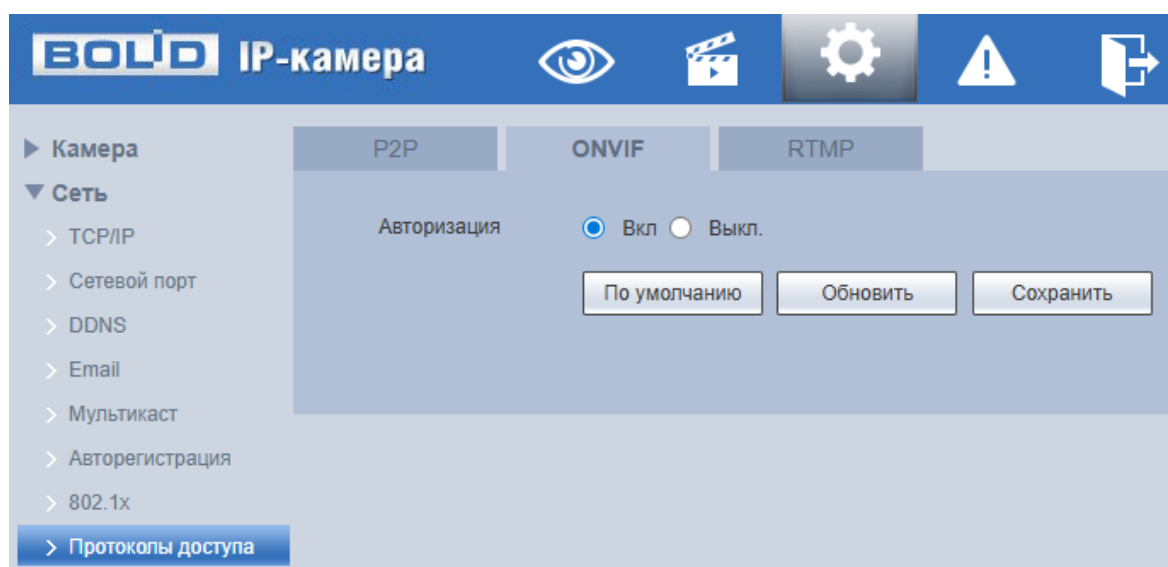 BOLID IP-камера
Камера
Сеть
TCP/IP
Сетевой порт
DDNS
Email
Мультикаст
Авторегистрация
802.1x
Протоколы доступа
P2P ONVIF RTMP
Авторизация Вкл Выкл.
По умолчанию Обновить Сохранить